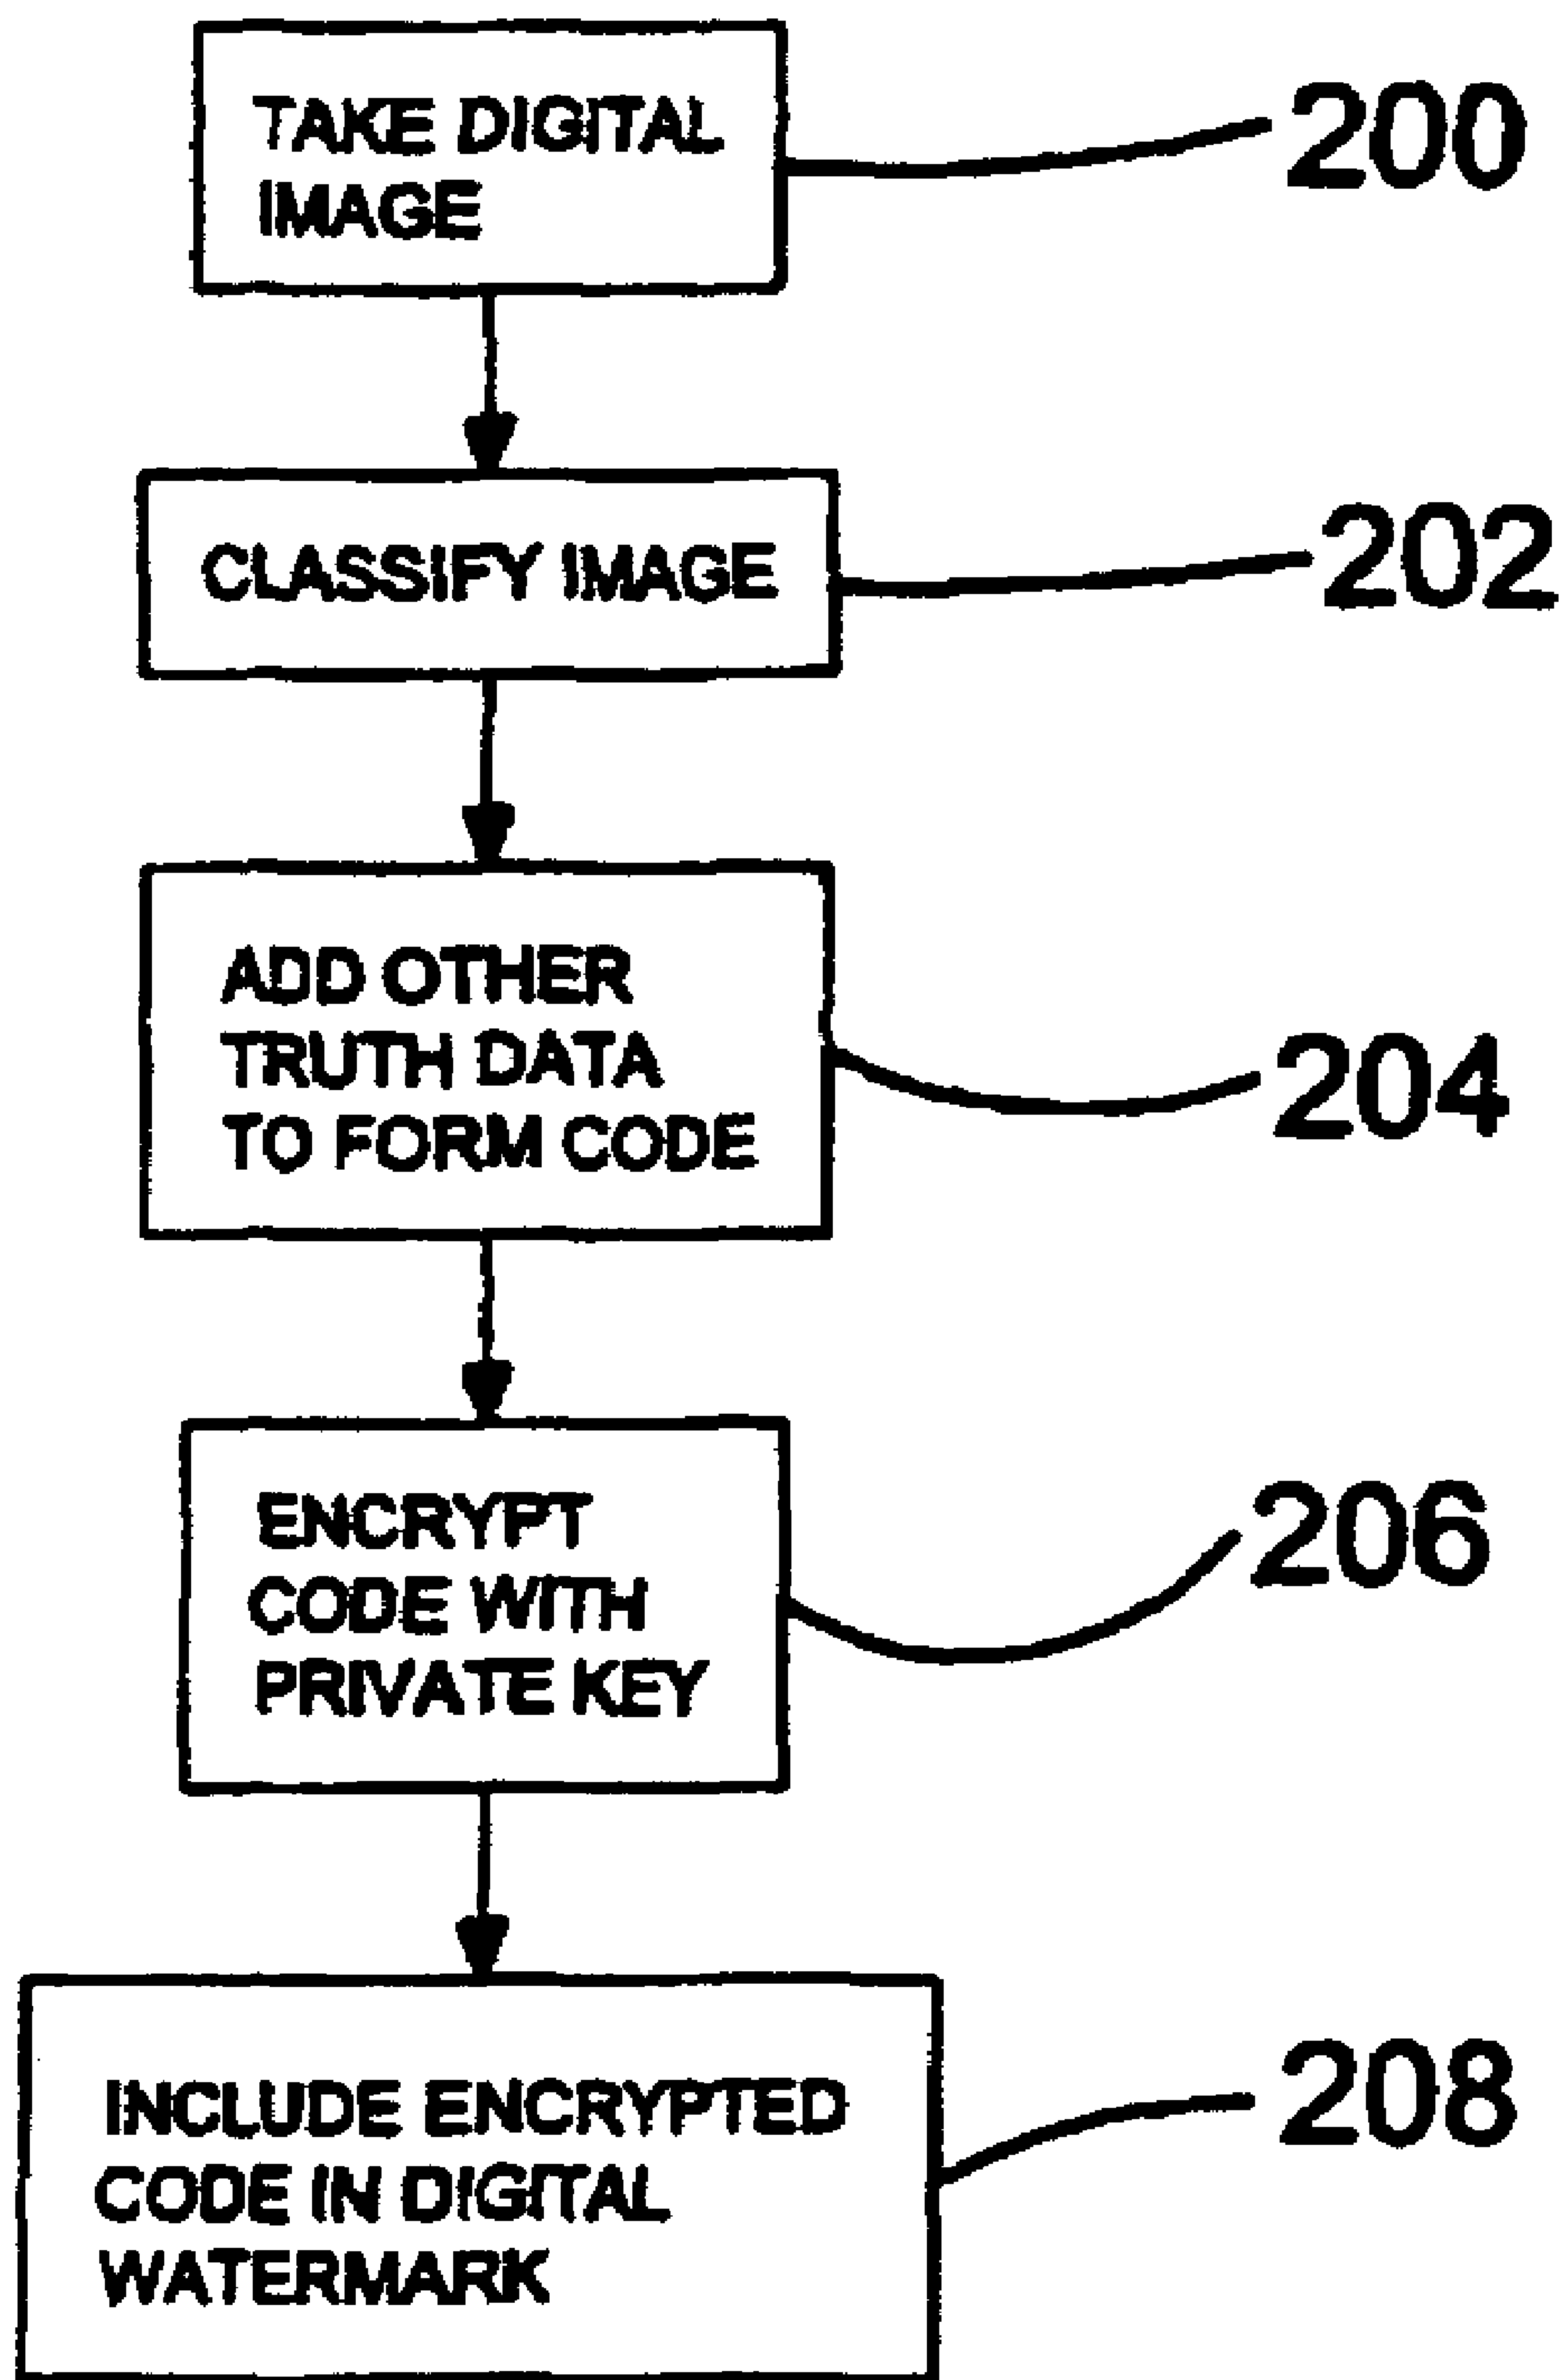 TAKE DIGITAL
IMAGE
200
CLASSIFY IMAGE
202
ADD OTHER
TRUTH DATA
TO FORM CODE
204
ENCRYPT
CODE WITH
PRIVATE KEY
206
INCLUDE ENCRYPTED
CODE IN DIGITAL
WATERMARK
208